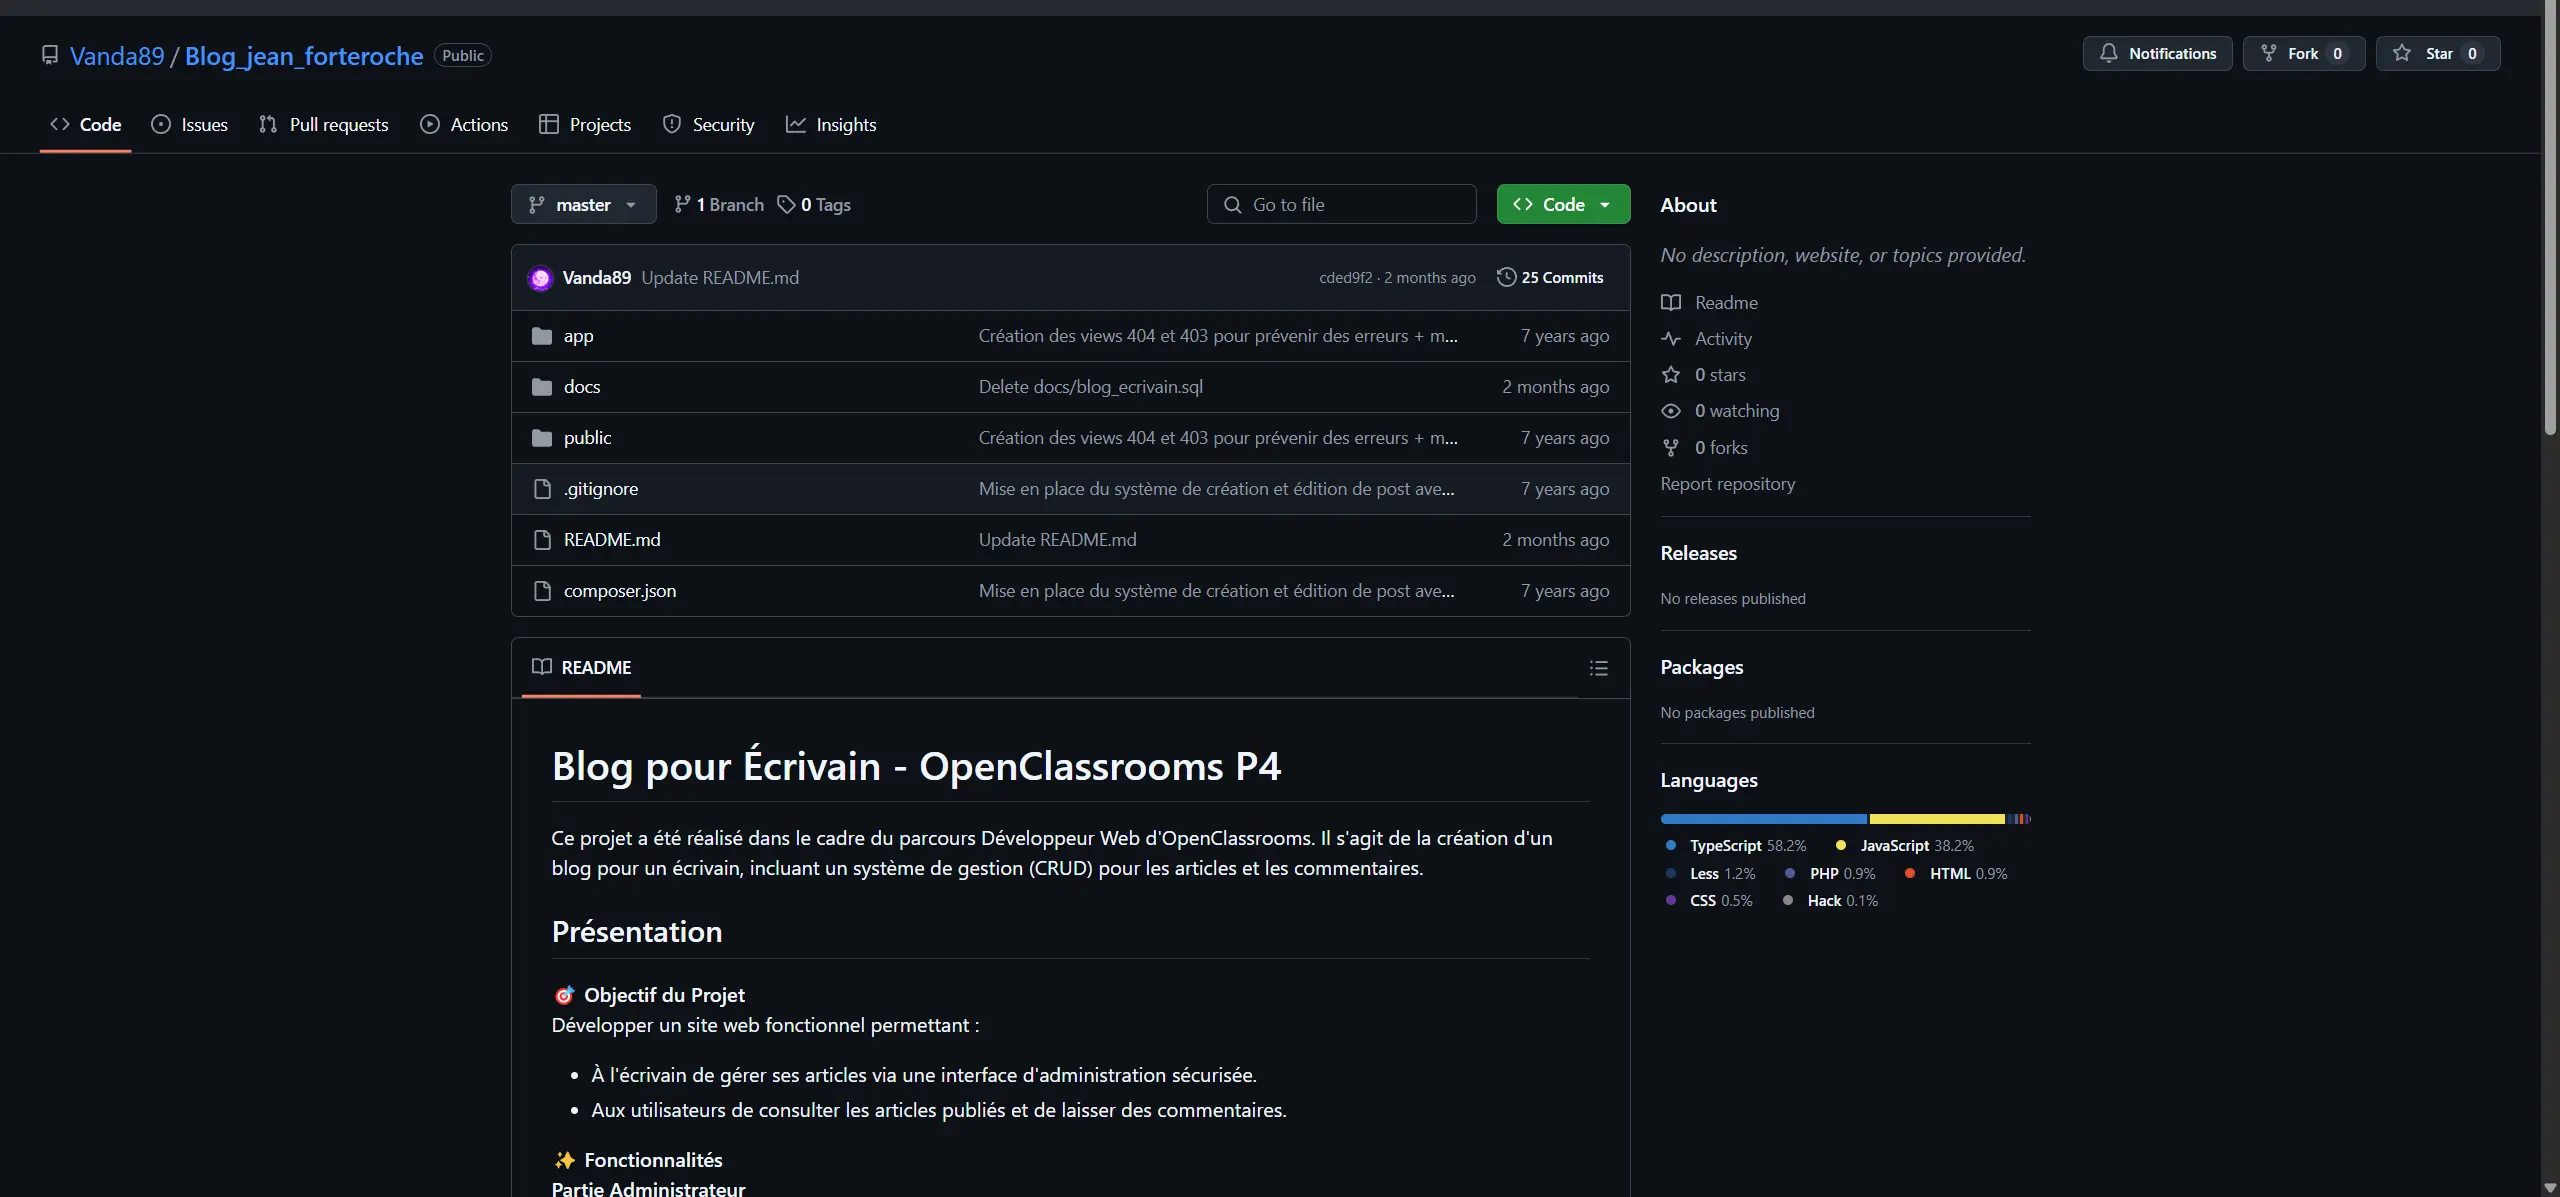 Vanda89 / Blog_jean_forteroche Public
Notifications Fork 0 Star 0
Code Issues Pull requests Actions Projects Security Insights
master 1 Branch 0 Tags Go to file Code
Vanda89 Update README.md cded9f2 · 2 months ago 25 Commits
app Création des views 404 et 403 pour prévenir des erreurs + m... 7 years ago
docs Delete docs/blog_ecrivain.sql 2 months ago
public Création des views 404 et 403 pour prévenir des erreurs + m... 7 years ago
.gitignore Mise en place du système de création et édition de post ave... 7 years ago
README.md Update README.md 2 months ago
composer.json Mise en place du système de création et édition de post ave... 7 years ago
README
Blog pour Écrivain - OpenClassrooms P4
Ce projet a été réalisé dans le cadre du parcours Développeur Web d'OpenClassrooms. Il s'agit de la création d'un
blog pour un écrivain, incluant un système de gestion (CRUD) pour les articles et les commentaires.
Présentation
🎯 Objectif du Projet
Développer un site web fonctionnel permettant :
• À l'écrivain de gérer ses articles via une interface d'administration sécurisée.
• Aux utilisateurs de consulter les articles publiés et de laisser des commentaires.
✨ Fonctionnalités
Partie Administrateur
About
No description, website, or topics provided.
Readme
Activity
0 stars
0 watching
0 forks
Report repository
Releases
No releases published
Packages
No packages published
Languages
TypeScript 58.2% JavaScript 38.2%
Less 1.2% PHP 0.9% HTML 0.9%
CSS 0.5% Hack 0.1%